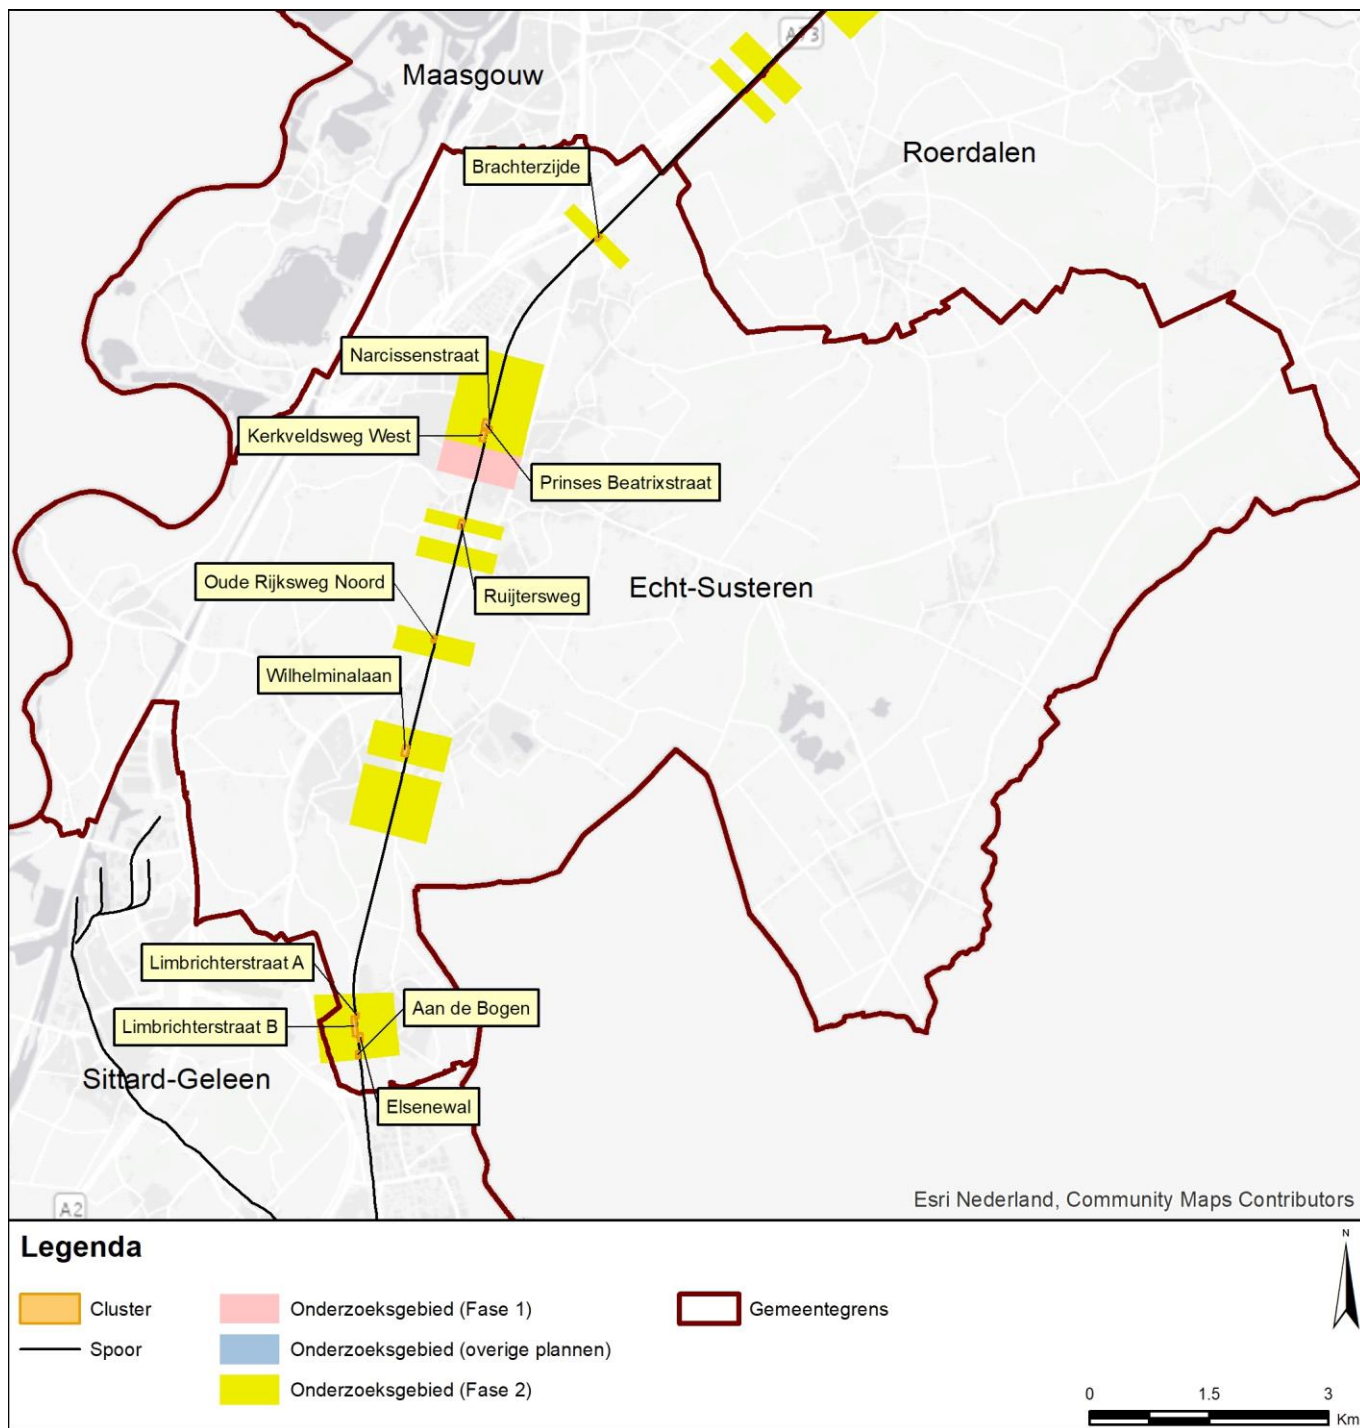 A73
Maasgouw
Roerdalen
Brachterzijde
Narcissenstraat
Kerkveldsweg West
Prinses Beatrixstraat
Oude Rijksweg Noord
Ruijtersweg
Echt-Susteren
Wilhelminalaan
Limbrichterstraat A
Aan de Bogen
Limbrichterstraat B
Sittard-Geleen
Elsenewal
A2
Esri Nederland, Community Maps Contributors
Legenda
N
Cluster
Onderzoeksgebied (Fase 1)
Gemeentegrens
Spoor
Onderzoeksgebied (overige plannen)
Onderzoeksgebied (Fase 2)
0 1.5 3
Km